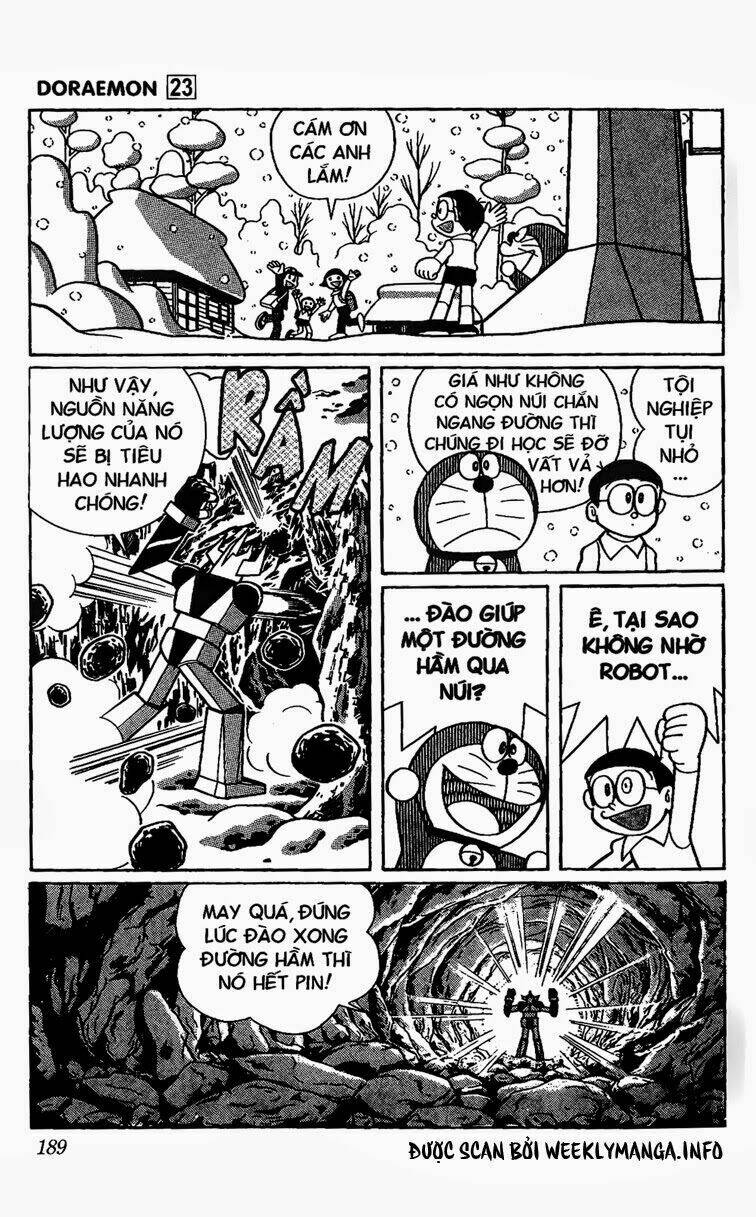 DORAEMON 23
CÁM ƠN
CÁC ANH
LẮM!
TỘI
NGHIỆP
TỤI
NHỎ
...
GIÁ NHƯ KHÔNG
CÓ NGỌN NÚI CHẮN
NGANG ĐƯỜNG THÌ
CHÚNG ĐI HỌC SẼ ĐỠ
VẤT VẢ
HƠN!
Ê, TẠI SAO
KHÔNG NHỜ
ROBOT...
... ĐÀO GIÚP
MỘT ĐƯỜNG
HẦM QUA
NÚI?
NHƯ VẬY,
NGUỒN NĂNG
LƯỢNG CỦA NÓ
SẼ BỊ TIÊU
HAO NHANH
CHÓNG!
RẦM
MAY QUÁ, ĐÚNG
LÚC ĐÀO XONG
ĐƯỜNG HẦM THÌ
NÓ HẾT PIN!
189
ĐƯỢC SCAN BỞI WEEKLYMANGA.INFO